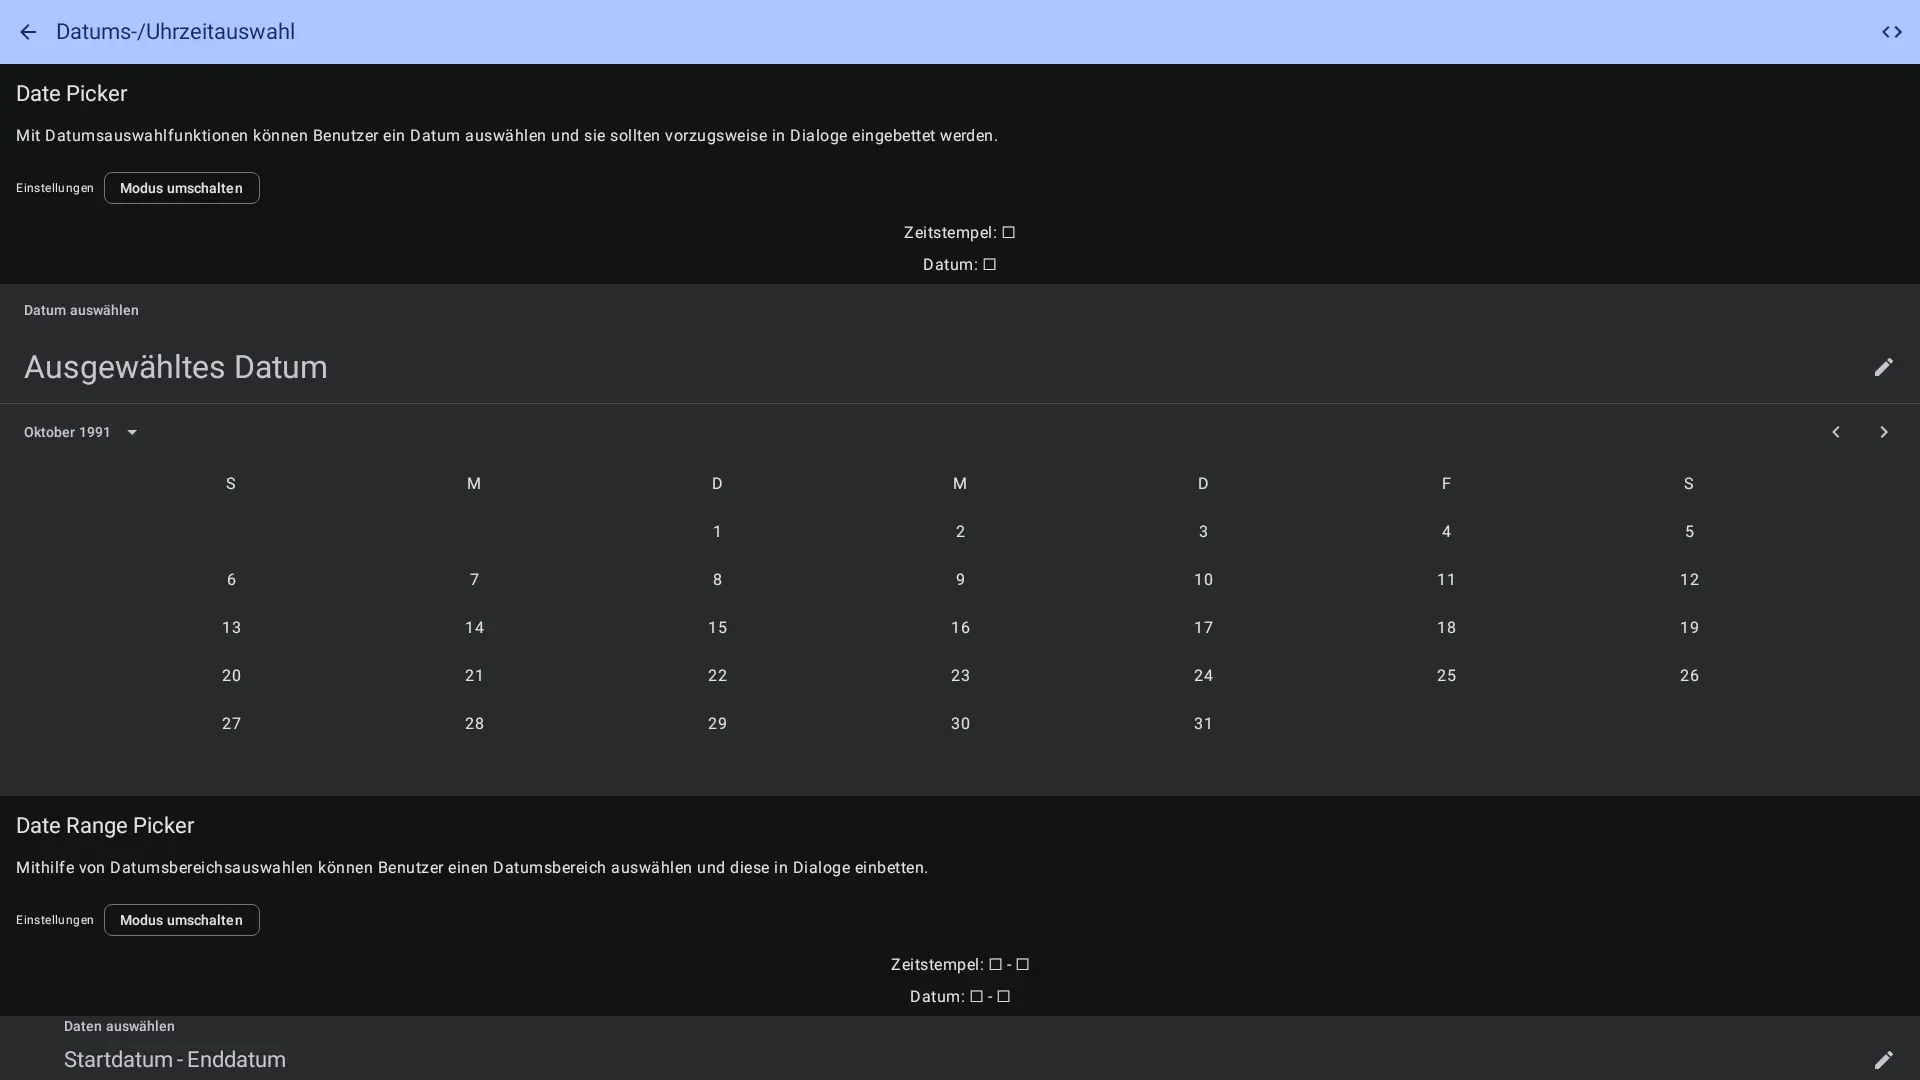 Datums-/Uhrzeitauswahl
Date Picker
Mit Datumsauswahlfunktionen können Benutzer ein Datum auswählen und sie sollten vorzugsweise in Dialoge eingebettet werden.
Einstellungen Modus umschalten
Zeitstempel: ☐
Datum: ☐
Datum auswählen
Ausgewähltes Datum
Oktober 1991
S M D M D F S
1 2 3 4 5
6 7 8 9 10 11 12
13 14 15 16 17 18 19
20 21 22 23 24 25 26
27 28 29 30 31
Date Range Picker
Mithilfe von Datumsbereichsauswahlen können Benutzer einen Datumsbereich auswählen und diese in Dialoge einbetten.
Einstellungen Modus umschalten
Zeitstempel: ☐ - ☐
Datum: ☐ - ☐
Daten auswählen
Startdatum - Enddatum